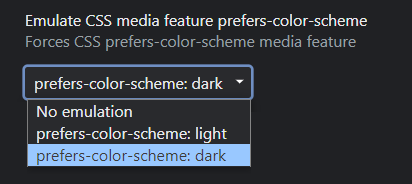 Emulate CSS media feature prefers-color-scheme
Forces CSS prefers-color-scheme media feature
prefers-color-scheme: dark
No emulation
prefers-color-scheme: light
prefers-color-scheme: dark